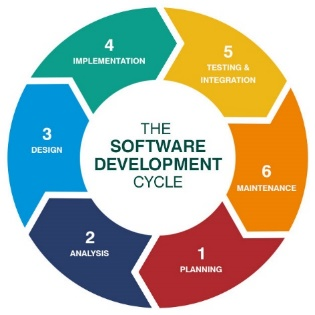 THE
SOFTWARE
DEVELOPMENT
CYCLE
1
PLANNING
2
ANALYSIS
3
DESIGN
4
IMPLEMENTATION
5
TESTING &
INTEGRATION
6
MAINTENANCE